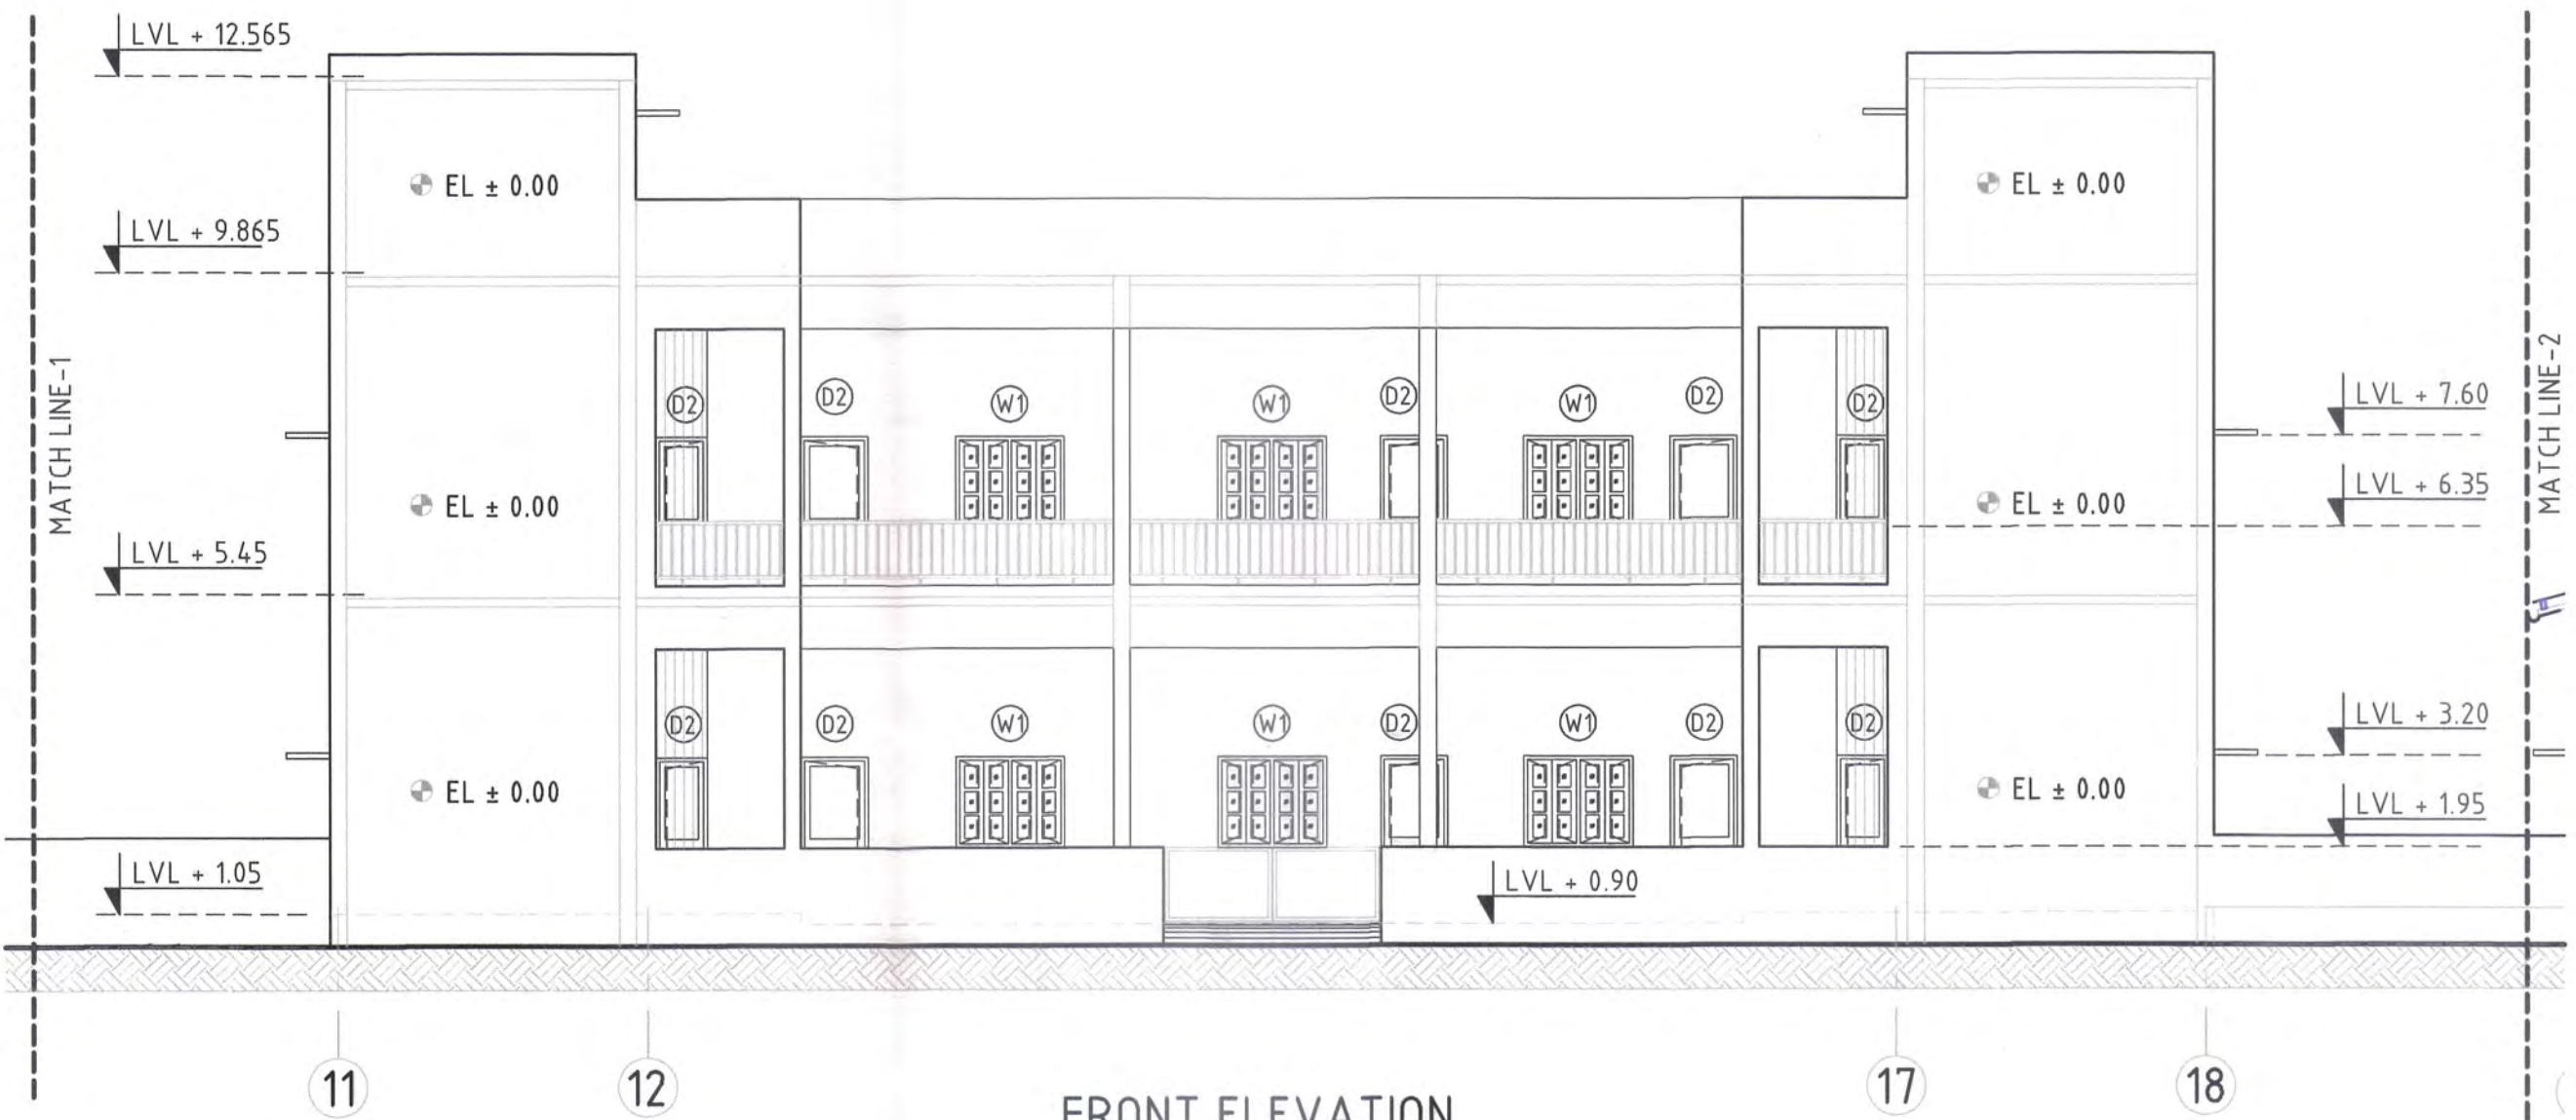 LVL + 12.565
EL ± 0.00
EL ± 0.00
LVL + 9.865
MATCH LINE-1
MATCH LINE-2
D2
D2
W1
W1
D2
W1
D2
D2
LVL + 7.60
LVL + 6.35
EL ± 0.00
EL ± 0.00
LVL + 5.45
D2
D2
W1
W1
D2
W1
D2
D2
LVL + 3.20
EL ± 0.00
EL ± 0.00
LVL + 1.95
LVL + 1.05
LVL + 0.90
11
12
17
18
FRONT ELEVATION